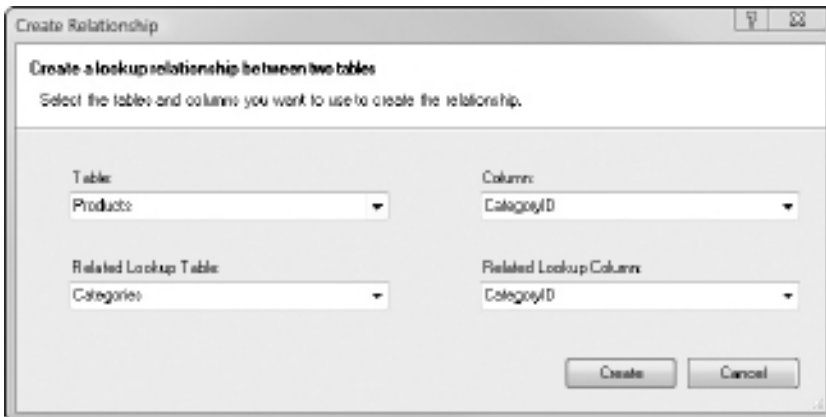 Create Relationship
Create a lookup relationship between two tables
Select the tables and columns you want to use to create the relationship.
Table: Column:
Products CategoryID
Related Lookup Table: Related Lookup Column:
Categories CategoryID
Create Cancel